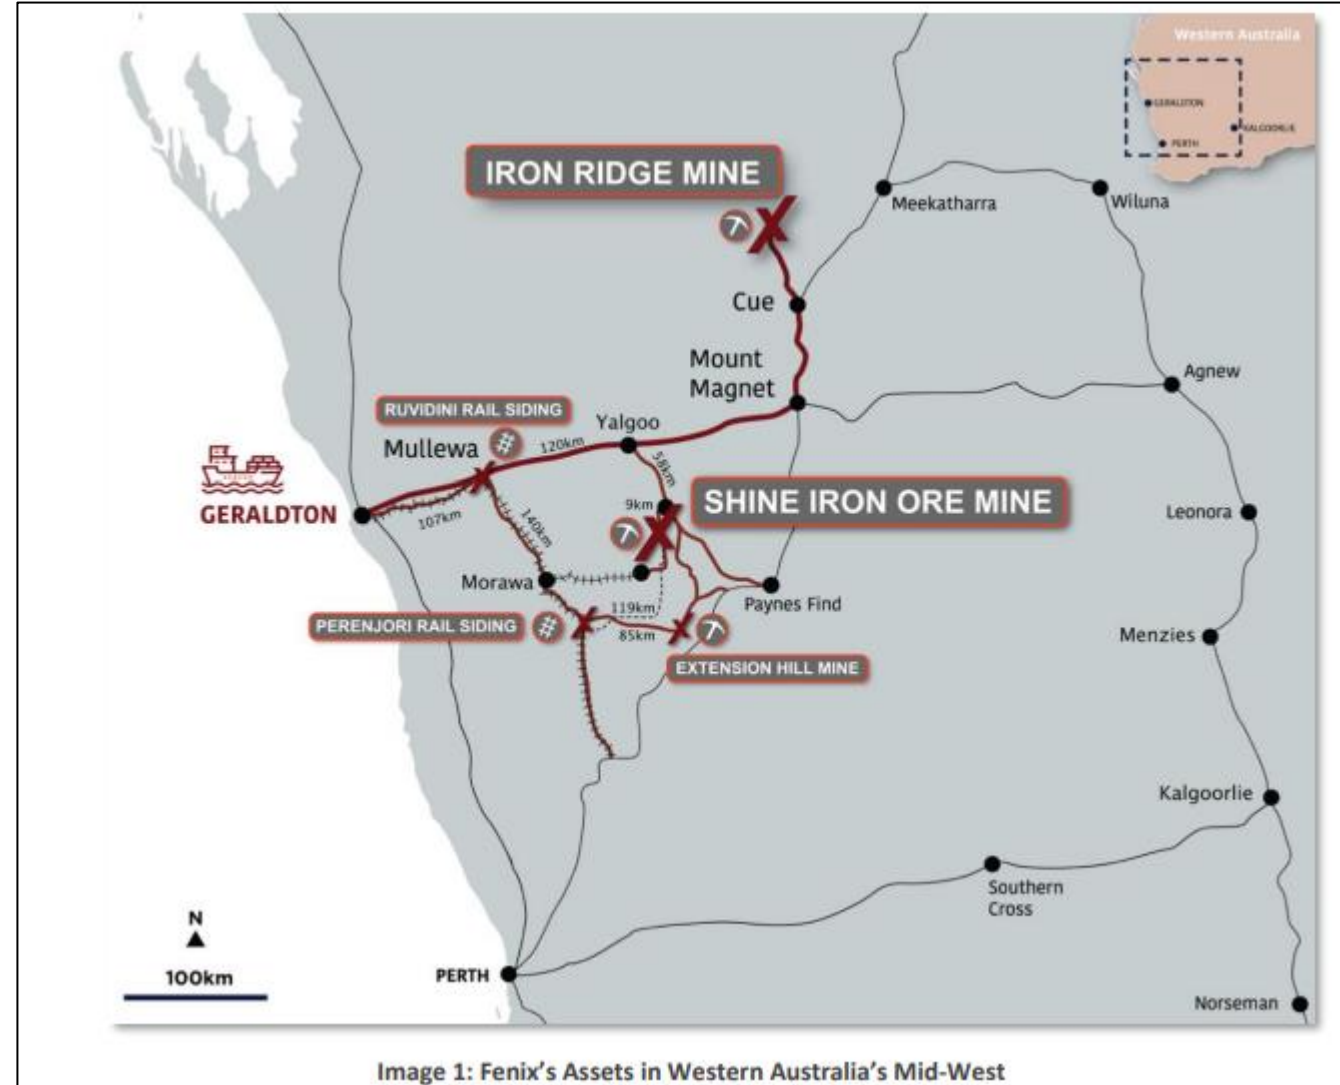 Western Australia
GERALDTON
KALGOORLIE
PERTH
IRON RIDGE MINE
Meekatharra
Wiluna
Cue
Mount
Magnet
Agnew
RUVIDINI RAIL SIDING
Yalgoo
Mullewa
120km
58km
GERALDTON
107km
9km
SHINE IRON ORE MINE
140km
Leonora
Morawa
119km
Paynes Find
PERENJORI RAIL SIDING
85km
Menzies
EXTENSION HILL MINE
Kalgoorlie
Southern
Cross
N
100km
PERTH
Norseman
Image 1: Fenix's Assets in Western Australia's Mid-West